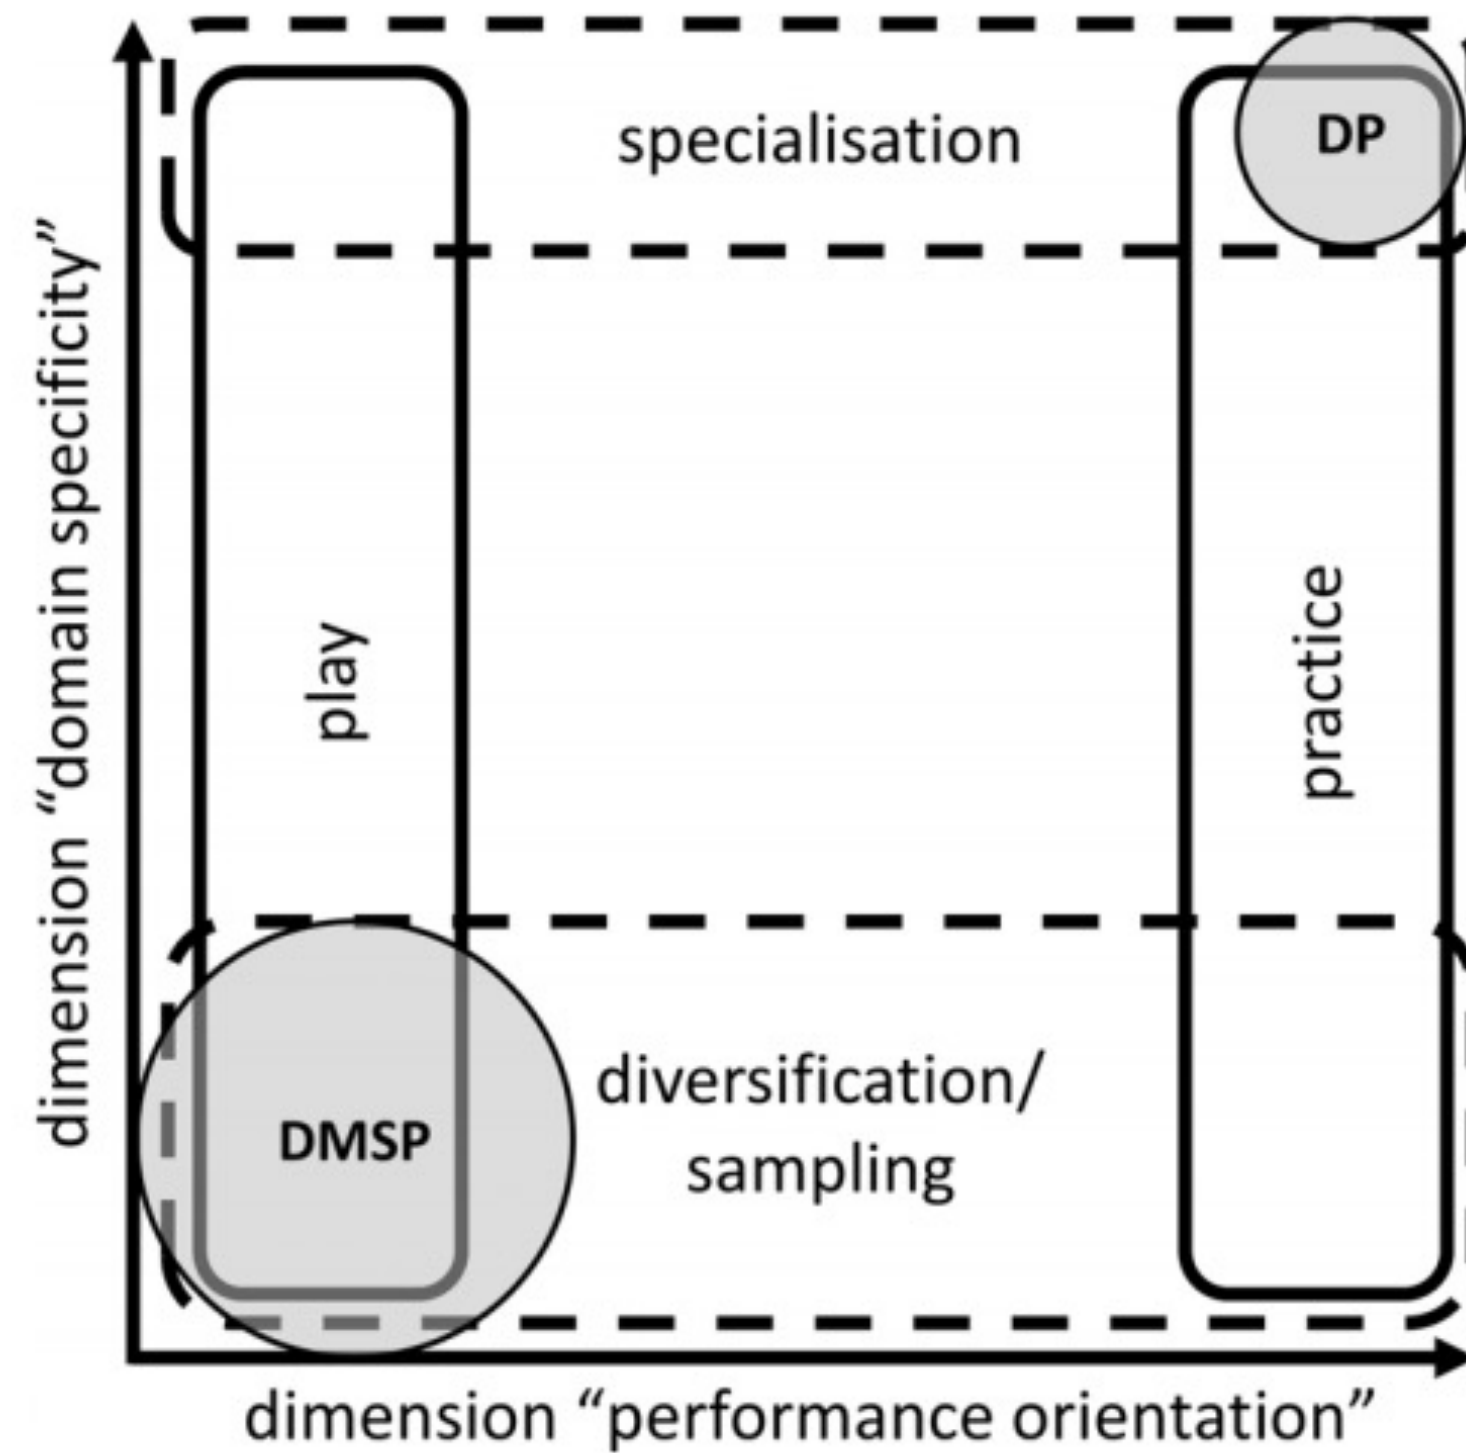 specialisation
DP
dimension “domain specificity”
play
practice
diversification/
sampling
DMSP
dimension “performance orientation”